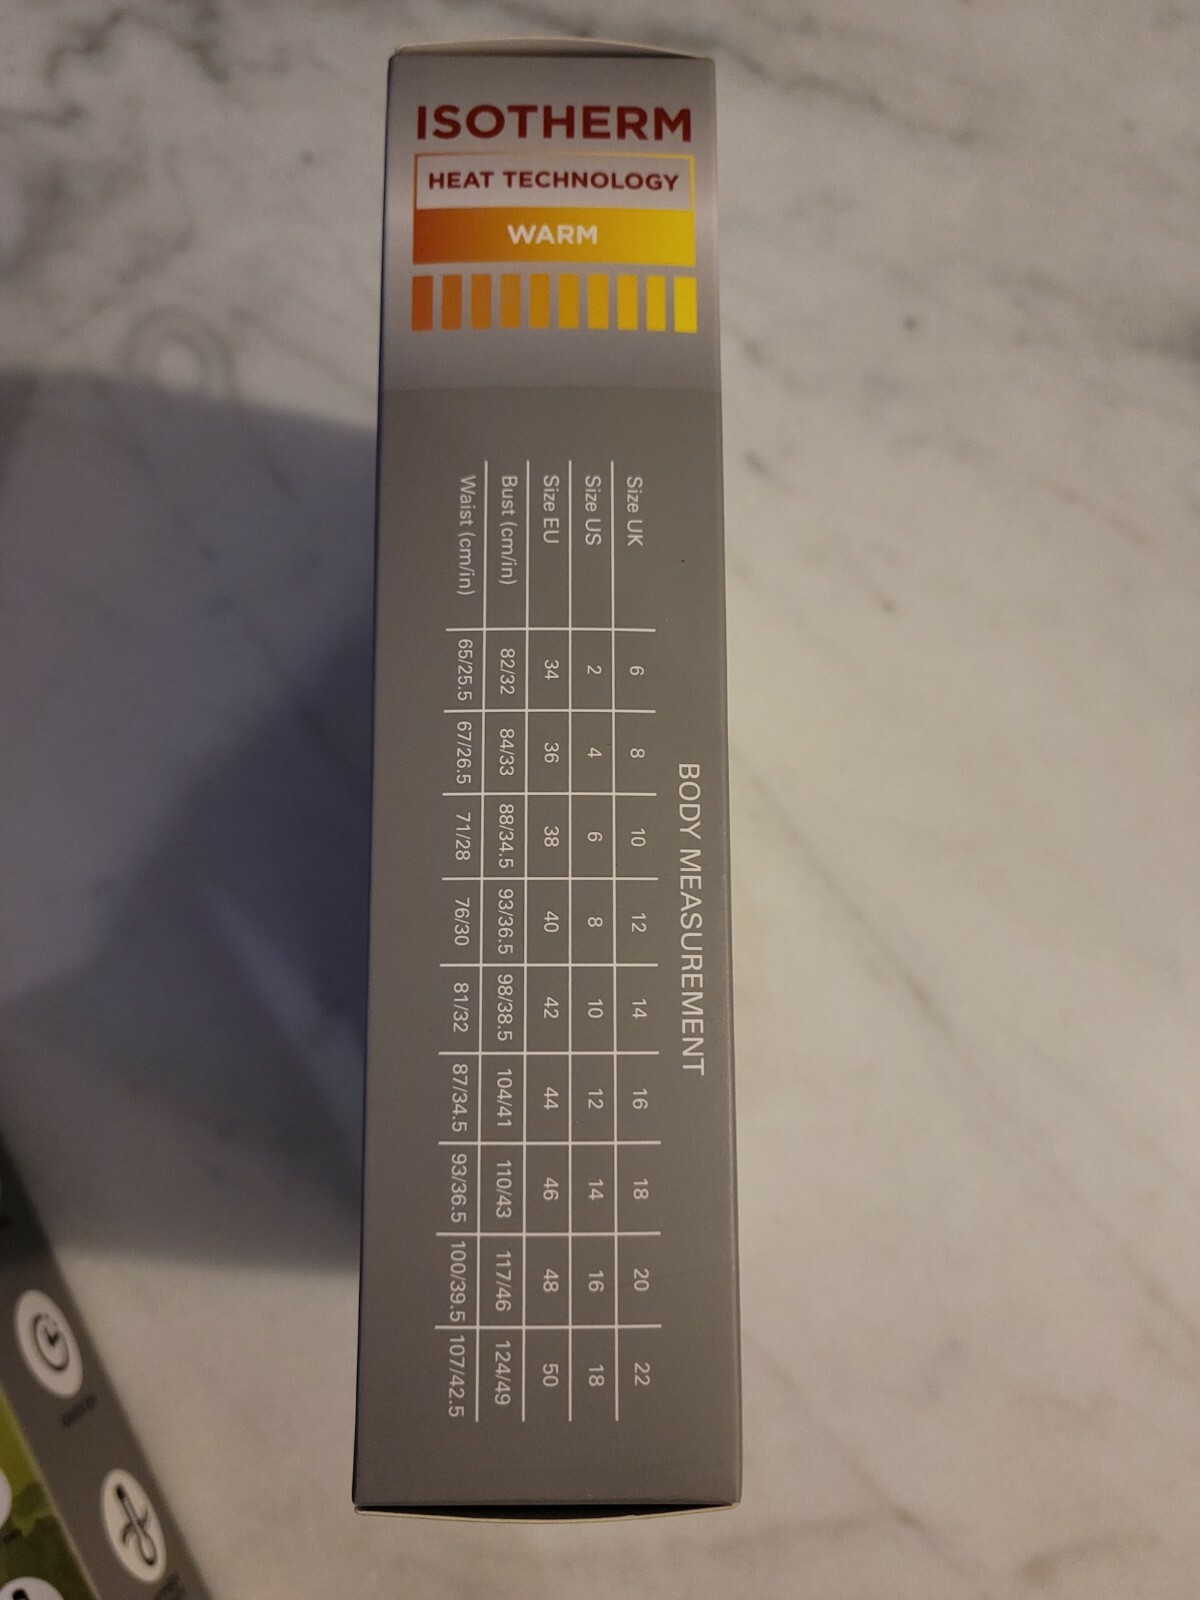 ISOTHERM
HEAT TECHNOLOGY
WARM
BODY MEASUREMENT
Size UK 6 8 10 12 14 16 18 20 22
Size US 2 4 6 8 10 12 14 16 18
Size EU 34 36 38 40 42 44 46 48 50
Bust (cm/in) 82/32 84/33 88/34.5 93/36.5 98/38.5 104/41 110/43 117/46 124/49
Waist (cm/in) 65/25.5 67/26.5 71/28 76/30 81/32 87/34.5 93/36.5 100/39.5 107/42.5